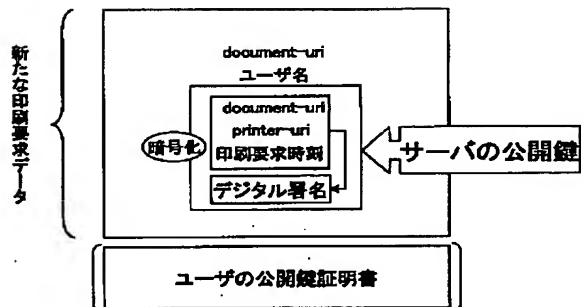 新たな印刷要求データ
document-uri
ユーザ名
document-uri
printer-uri
印刷要求時刻
暗号化
デジタル署名
サーバの公開鍵
ユーザの公開鍵証明書